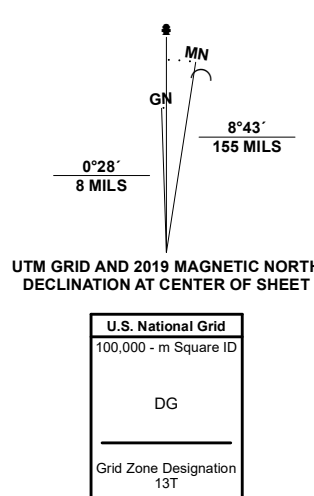 MN
GN
8°43´
155 MILS
0°28´
8 MILS
UTM GRID AND 2019 MAGNETIC NORTH
DECLINATION AT CENTER OF SHEET
U.S. National Grid
100,000 - m Square ID
DG
Grid Zone Designation
13T